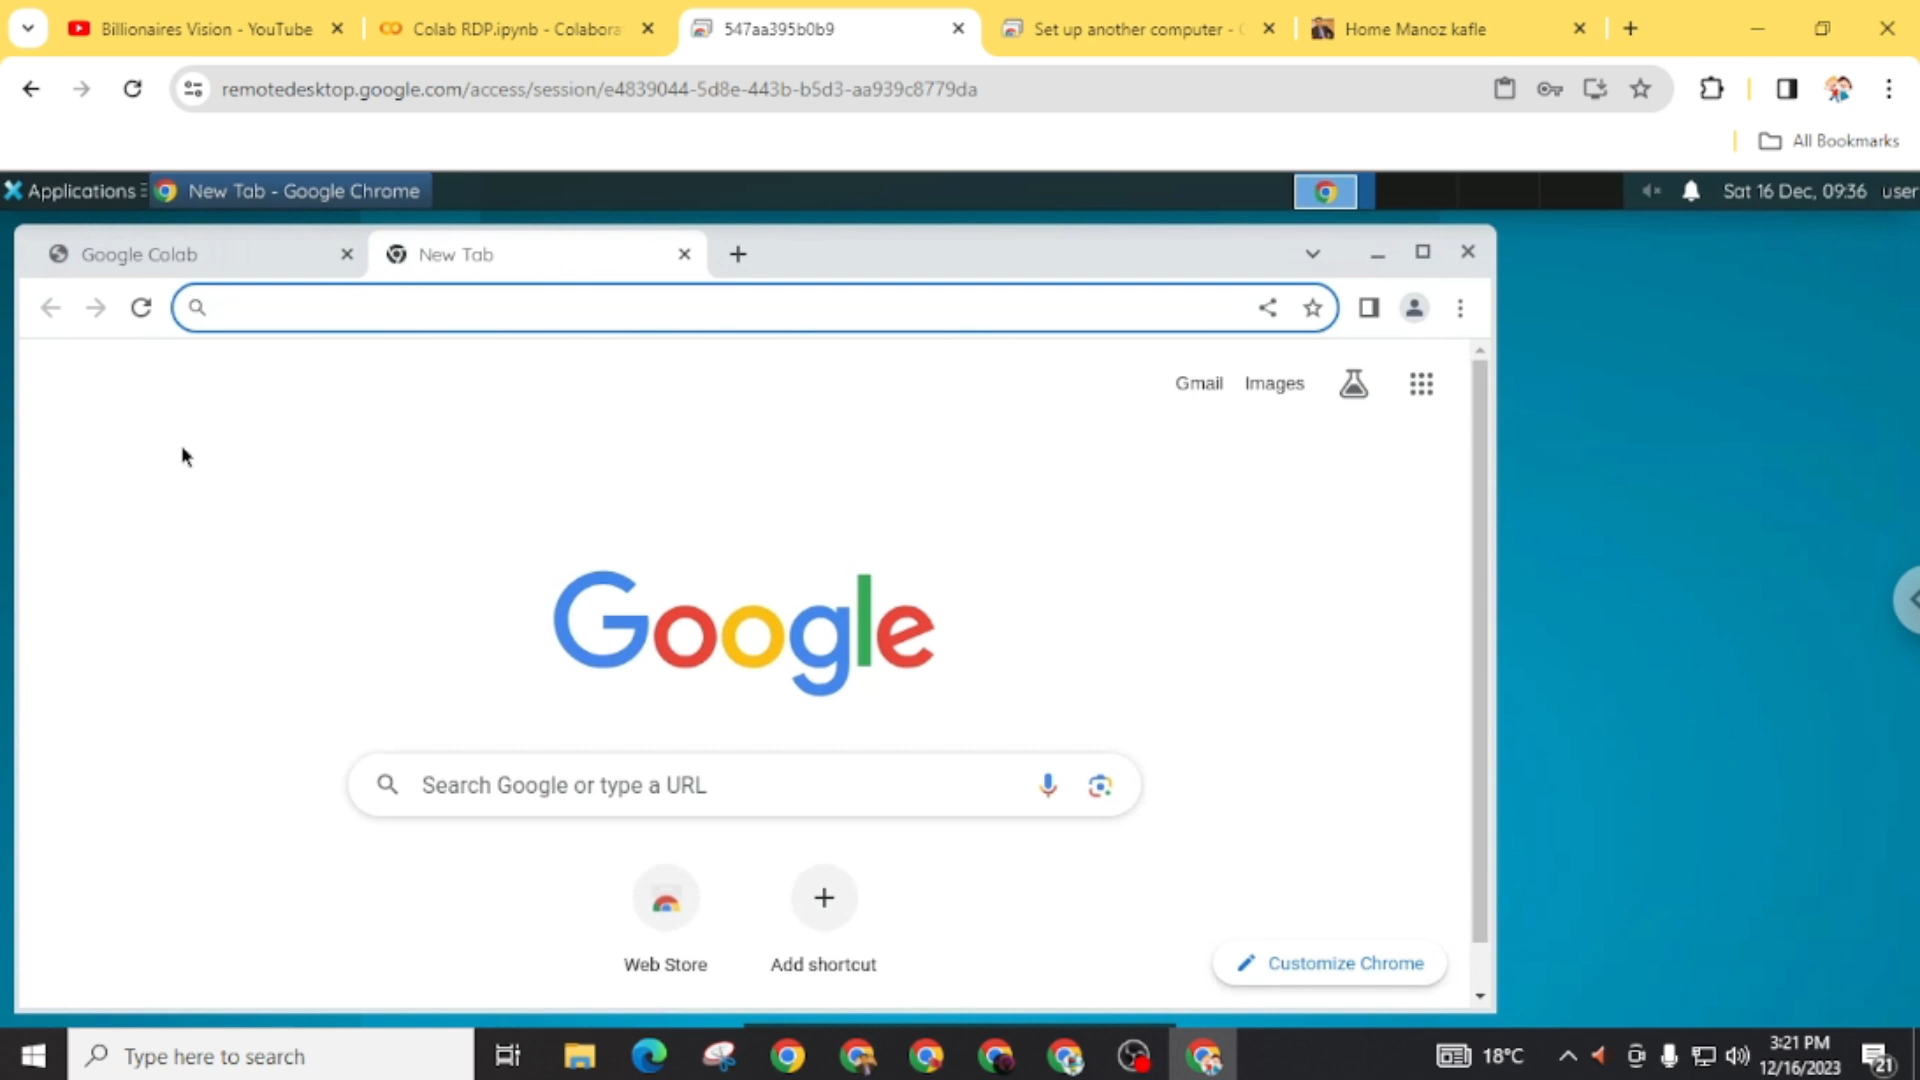 Billionaires Vision - YouTube
Colab RDP.ipynb - Colabora
547aa395b0b9
Set up another computer -
Home Manoz kafle
remotedesktop.google.com/access/session/e4839044-5d8e-443b-b5d3-aa939c8779da
All Bookmarks
Applications
New Tab - Google Chrome
Sat 16 Dec, 09:36
user
Google Colab
New Tab
Gmail
Images
Google
Search Google or type a URL
Web Store
Add shortcut
Customize Chrome
Type here to search
18°C
3:21 PM
12/16/2023
21